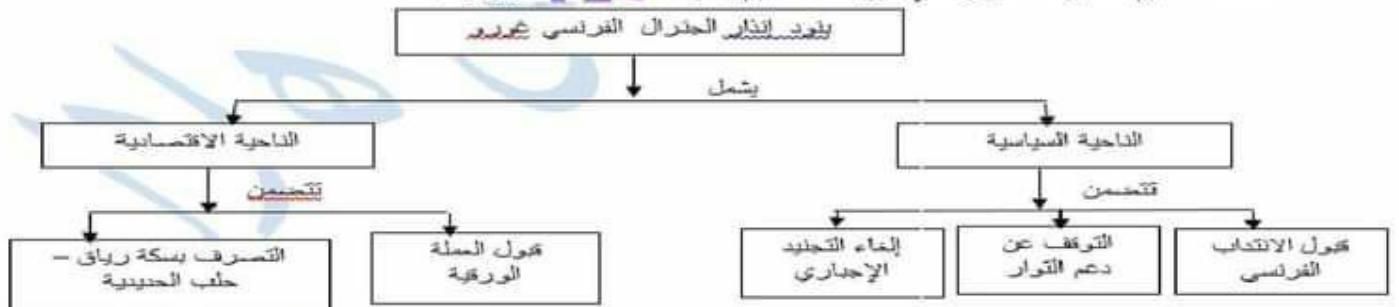 بنود إنذار الجنرال الفرنسي غورو
يشمل
الناحية السياسية
الناحية الاقتصادية
فتتضمن
تتضمن
قبول الانتداب
الفرنسي
التوقف عن
دعم الثوار
إلغاء التجنيد
الإجباري
قبول العملة
الورقية
التصرف بسكة رياق –
حلب الحديدية